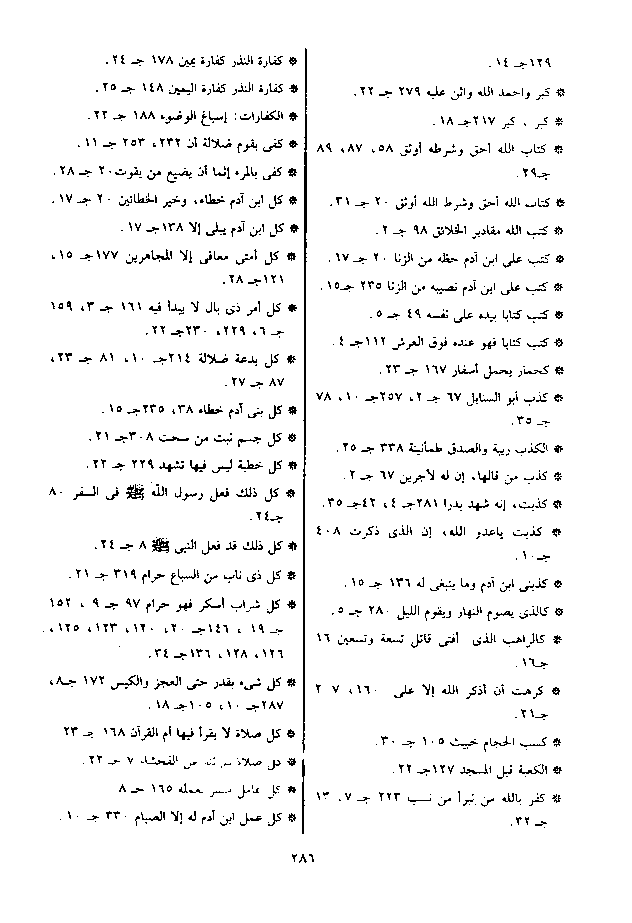 ١٢٩جـ ١٤ .
* كبر واحمد الله واثن عليه ٢٧٩ جـ ٢٢.
* كبر ، كبر ٢١٧جـ ١٨.
* كتاب الله أحق وشرطه أوثق ٥٨، ٨٧، ٨٩
جـ٢٩.
* كتاب الله أحق وشرط الله أوثق ٢٠ جـ ٣١.
* كتب الله مقادير الخلائق ٩٨ جـ ٢.
* كتب على ابن آدم حظه من الزنا ٢٠ جـ ٦٧.
* كتب على ابن آدم نصيبه من الزنا ٢٣٥ جـ١٥.
* كتب كتابا بيده على نفسه ٤٩ جـ ٥.
* كتب كتابا فهو عنده فوق العرش ١١٢جـ ٤.
* كحمار يحمل أسفار ١٦٧ جـ ٢٣.
* كذب أبو السنابل ٦٧ جـ ٢، ٢٥٧جـ ١٠، ٧٨
جـ ٣٥.
* الكذب ريبة والصدق طمأنينة ٣٣٨ جـ ٢٥.
* كذب من قالها، إن له لأجرين ٦٧ جـ ٢.
* كذبت، إنه شهد بدرا ٢٨١جـ ٤، ٤٢جـ ٣٥.
* كذبت ياعدو الله، إن الذى ذكرت ٤٠٨
جـ١٠.
* كذبنى ابن آدم وما ينبغى له ١٣٦ جـ ١٥.
* كالذى يصوم النهار ويقوم الليل ٢٨٠ جـ ٥.
* كالراهب الذى أفتى قاتل تسعة وتسعين ١٦
جـ١٦.
* كرهت أن أذكر الله إلا على ١٦٠،
جـ٢١.
* كسب الحجام خبيث ١٠٥ جـ ٣٠.
* الكعبة قبل المسجد ١٢٧جـ ٢٢.
* كفر بالله من تبرأ من نسب ٢٢٣ جـ ٧، ١٣
جـ ٣٢.
* كفارة النذر كفارة يمين ١٧٨ جـ ٢٤.
* كفارة النذر كفارة اليمين ١٤٨ جـ ٢٥.
* الكفارات: إسباغ الوضوء ١٨٨ جـ ٢٢.
* كفى بقوم ضلالة أن ٢٣٢، ٢٥٣ جـ ١١.
* كفى بالمرء إثما أن يضيع من يقوت٢٠ جـ ٢٨.
* كل ابن آدم خطاء، وخير الخطائين ٢٠ جـ ١٧.
* كل ابن آدم يبلى إلا ١٣٨جـ ١٧.
* كل أمتى معافى إلا المجاهرين ١٧٧جـ ١٥،
١٢١جـ ٢٨.
* كل أمر ذى بال لا يبدأ فيه ١٦١ جـ ٣، ١٥٩
جـ ٦، ٢٢٩، ٢٣٠جـ ٢٢.
* كل بدعة ضلالة ٢١٤جـ ١٠، ٨١ جـ ٢٣،
٨٧ جـ ٢٧.
* كل بنى آدم خطاء ٣٨، ٢٣٥جـ ١٥.
* كل جسم نبت من سحت ٣٠٨جـ ٢١.
* كل خطبة ليس فيها تشهد ٢٢٩ جـ ٢٢.
* كل ذلك فعل رسول الله ﷺ فى السفر ٨٠
جـ٢٤.
* كل ذلك قد فعل النبى ﷺ ٨ جـ ٢٤.
* كل ذى ناب من السباع حرام ٣١٩ جـ ٢١.
* كل شراب أسكر فهو حرام ٩٧ جـ ٩ ، ١٥٢
جـ ١٩ ، ١٤٦جـ ٢٠، ١٢٠، ١٢٣، ١٢٥،
١٢٦، ١٢٨، ١٣٦جـ ٣٤.
* كل شىء بقدر حتى العجز والكيس ١٧٢ جـ٨،
٢٨٧جـ ١٠، ١٠٥جـ ١٨.
* كل صلاة لا يقرأ فيها أم القرآن ١٦٨ جـ ٢٣
* كل صلاة لم تنه عن الفحشاء ٧ جـ ٢٢.
* كل عامل ميسر لعمله ١٦٥ جـ ٨
* كل عمل ابن آدم له إلا الصيام ٣٣٠ جـ ١٠.
٢٨٦